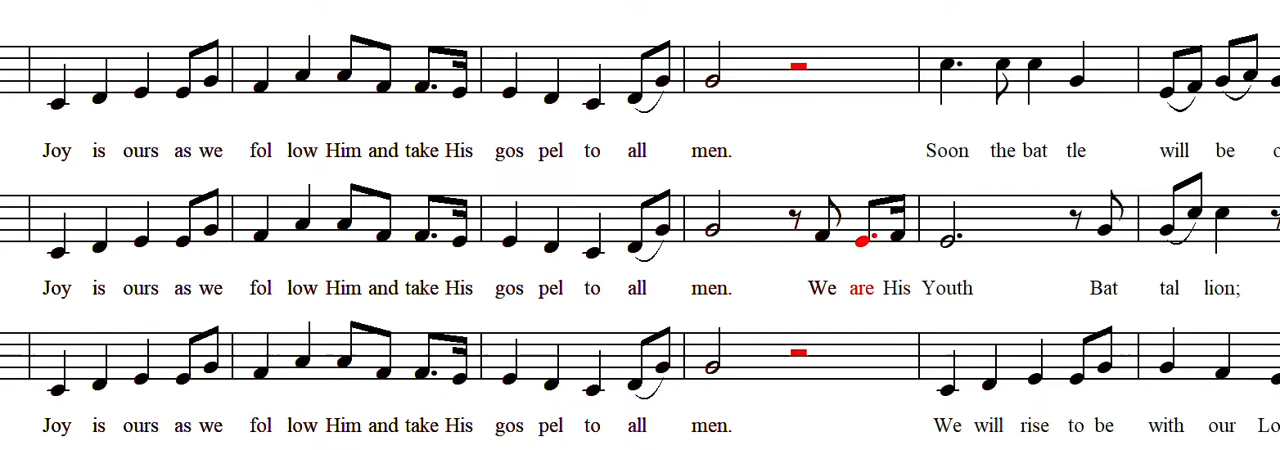 Joy is ours as we fol low Him and take His gos pel to all men. Soon the bat tle will be
Joy is ours as we fol low Him and take His gos pel to all men. We are His Youth Bat tal lion;
Joy is ours as we fol low Him and take His gos pel to all men. We will rise to be with our